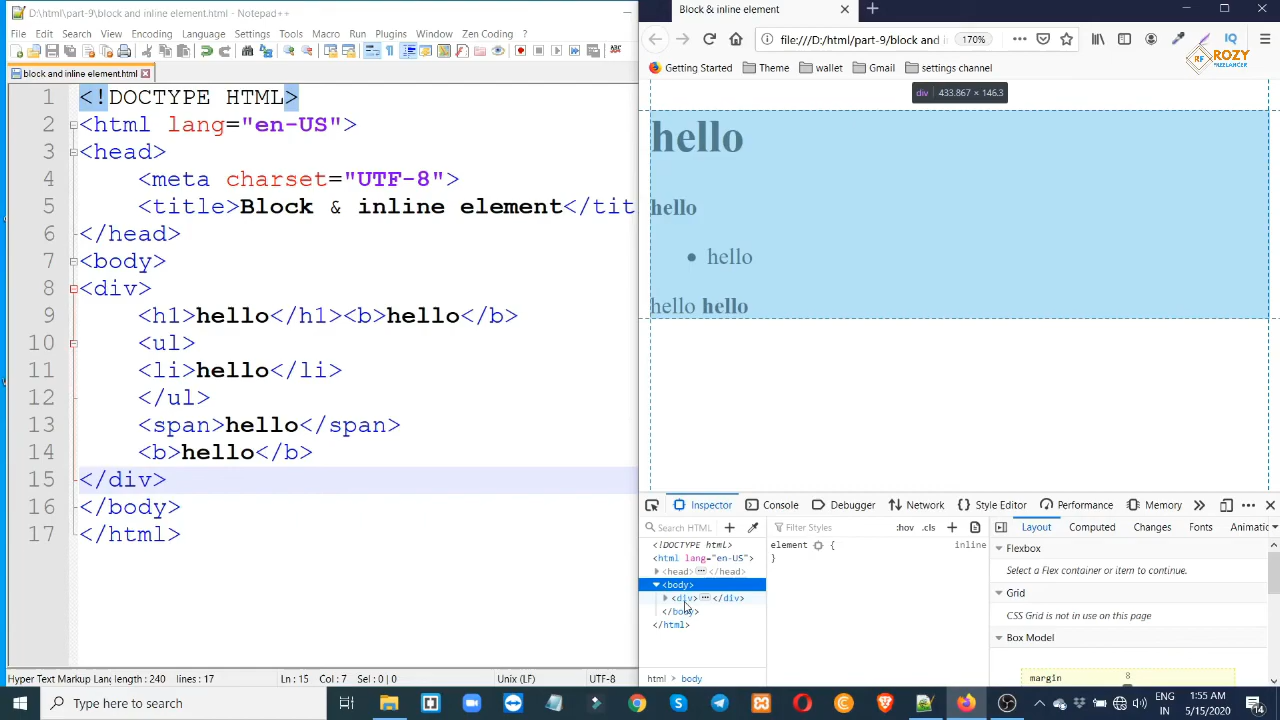 D:\html\part-9\block and inline element.html - Notepad++
File Edit Search View Encoding Language Settings Tools Macro Run Plugins Window Zen Coding ?
block and inline element.html
1 <!DOCTYPE HTML>
2 <html lang="en-US">
3 <head>
4 <meta charset="UTF-8">
5 <title>Block & inline element</tit
6 </head>
7 <body>
8 <div>
9 <h1>hello</h1><b>hello</b>
10 <ul>
11 <li>hello</li>
12 </ul>
13 <span>hello</span>
14 <b>hello</b>
15 </div>
16 </body>
17 </html>
Hyper Text Markup Lang length : 240 lines : 17 Ln : 15 Col : 7 Sel : 0 | 0 Unix (LF) UTF-8
Block & inline element
file:///D:/html/part-9/block and i 170% IQ
Getting Started Theme wallet Gmail settings channel
RF ROZY
FREELANCER
div 433.867 × 146.3
hello
hello
• hello
hello hello
Inspector Console Debugger Network Style Editor Performance Memory
Search HTML Filter Styles :hov .cls Layout Computed Changes Fonts Animatic
<!DOCTYPE html>
<html lang="en-US">
<head> ··· </head>
<body>
<div> ··· </div>
</body>
</html>
html > body
element { inline
}
Flexbox
Select a Flex container or item to continue.
Grid
CSS Grid is not in use on this page
Box Model
margin 8
Type here to search
ENG
IN
1:55 AM
5/15/2020